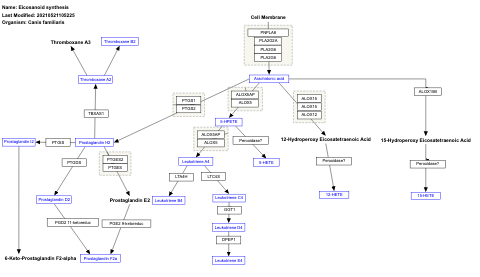 Name: Eicosanoid synthesis
Last Modified: 20210521195225
Organism: Canis familiaris
Cell Membrane
PNPLA8
PLA2G2A
PLA2G6
PLA2G6
Thromboxane A3
Thromboxane B2
Thromboxane A2
Arachidonic acid
ALOX15B
PTGS1
PTGS2
ALOX5AP
ALOX5
ALOX15
ALOX15
ALOX12
TBXAS1
5-HPETE
ALOX5AP
ALOX5
Peroxidase?
Prostaglandin I2
PTGIS
Prostaglandin H2
12-Hydroperoxy Eicosatetraenoic Acid
15-Hydroperoxy Eicosatetraenoic Acid
PTGDS
PTGES2
PTGES
Leukotriene A4
5-HETE
Peroxidase?
Peroxidase?
LTA4H
LTC4S
Prostaglandin D2
Prostaglandin E2
Leukotriene B4
Leukotriene C4
12-HETE
15-HETE
GGT1
PGD2 11-ketoreduc
PGE2 9-ketoreduc
Leukotriene D4
DPEP1
6-Keto-Prostaglandin F2-alpha
Prostaglandin F2a
Leukotriene E4